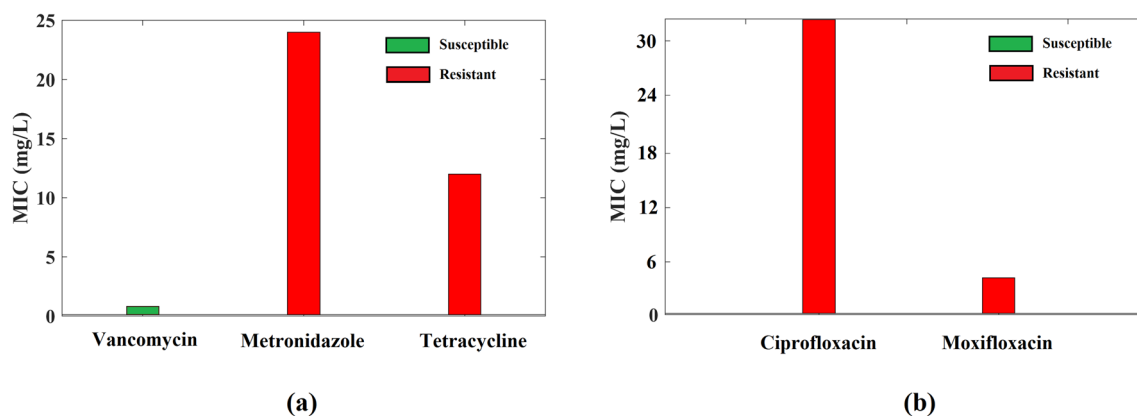 25
20
15
10
5
0
MIC (mg/L)
Susceptible
Resistant
Vancomycin Metronidazole Tetracycline
(a)
30
24
18
32
6
0
MIC (mg/L)
Susceptible
Resistant
Ciprofloxacin Moxifloxacin
(b)